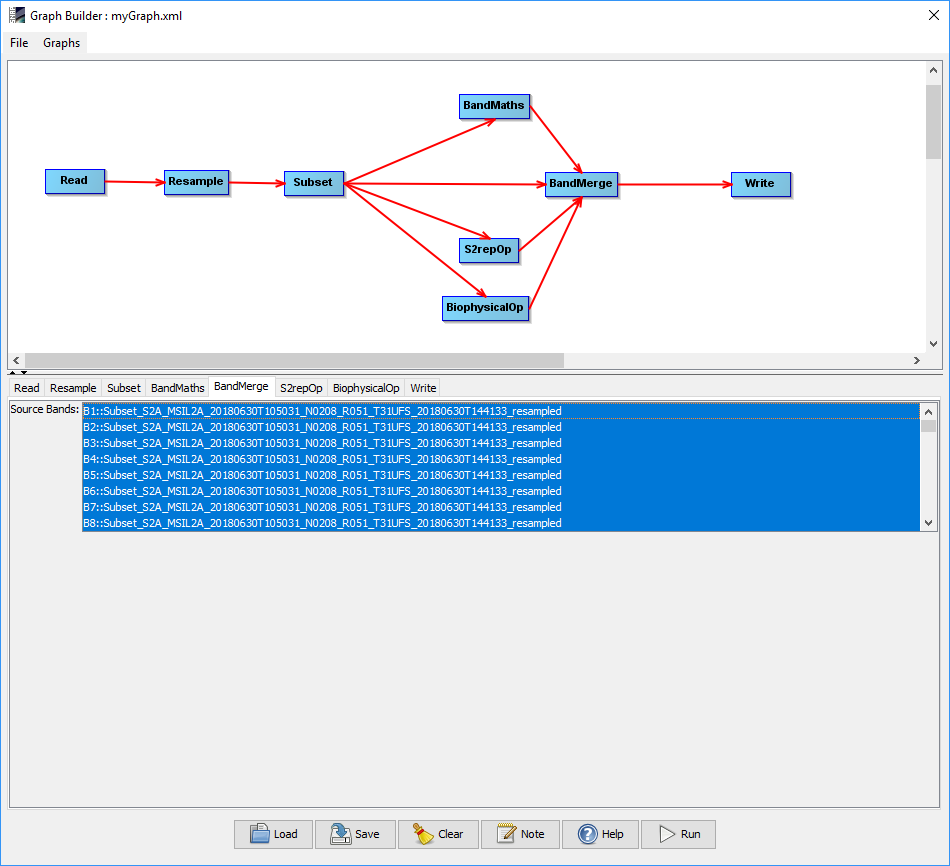 Graph Builder : myGraph.xml
File Graphs
BandMaths
Read
Resample
Subset
BandMerge
Write
S2repOp
BiophysicalOp
Read Resample Subset BandMaths BandMerge S2repOp BiophysicalOp Write
Source Bands:
B1::Subset_S2A_MSIL2A_20180630T105031_N0208_R051_T31UFS_20180630T144133_resampled
B2::Subset_S2A_MSIL2A_20180630T105031_N0208_R051_T31UFS_20180630T144133_resampled
B3::Subset_S2A_MSIL2A_20180630T105031_N0208_R051_T31UFS_20180630T144133_resampled
B4::Subset_S2A_MSIL2A_20180630T105031_N0208_R051_T31UFS_20180630T144133_resampled
B5::Subset_S2A_MSIL2A_20180630T105031_N0208_R051_T31UFS_20180630T144133_resampled
B6::Subset_S2A_MSIL2A_20180630T105031_N0208_R051_T31UFS_20180630T144133_resampled
B7::Subset_S2A_MSIL2A_20180630T105031_N0208_R051_T31UFS_20180630T144133_resampled
B8::Subset_S2A_MSIL2A_20180630T105031_N0208_R051_T31UFS_20180630T144133_resampled
Load Save Clear Note Help Run